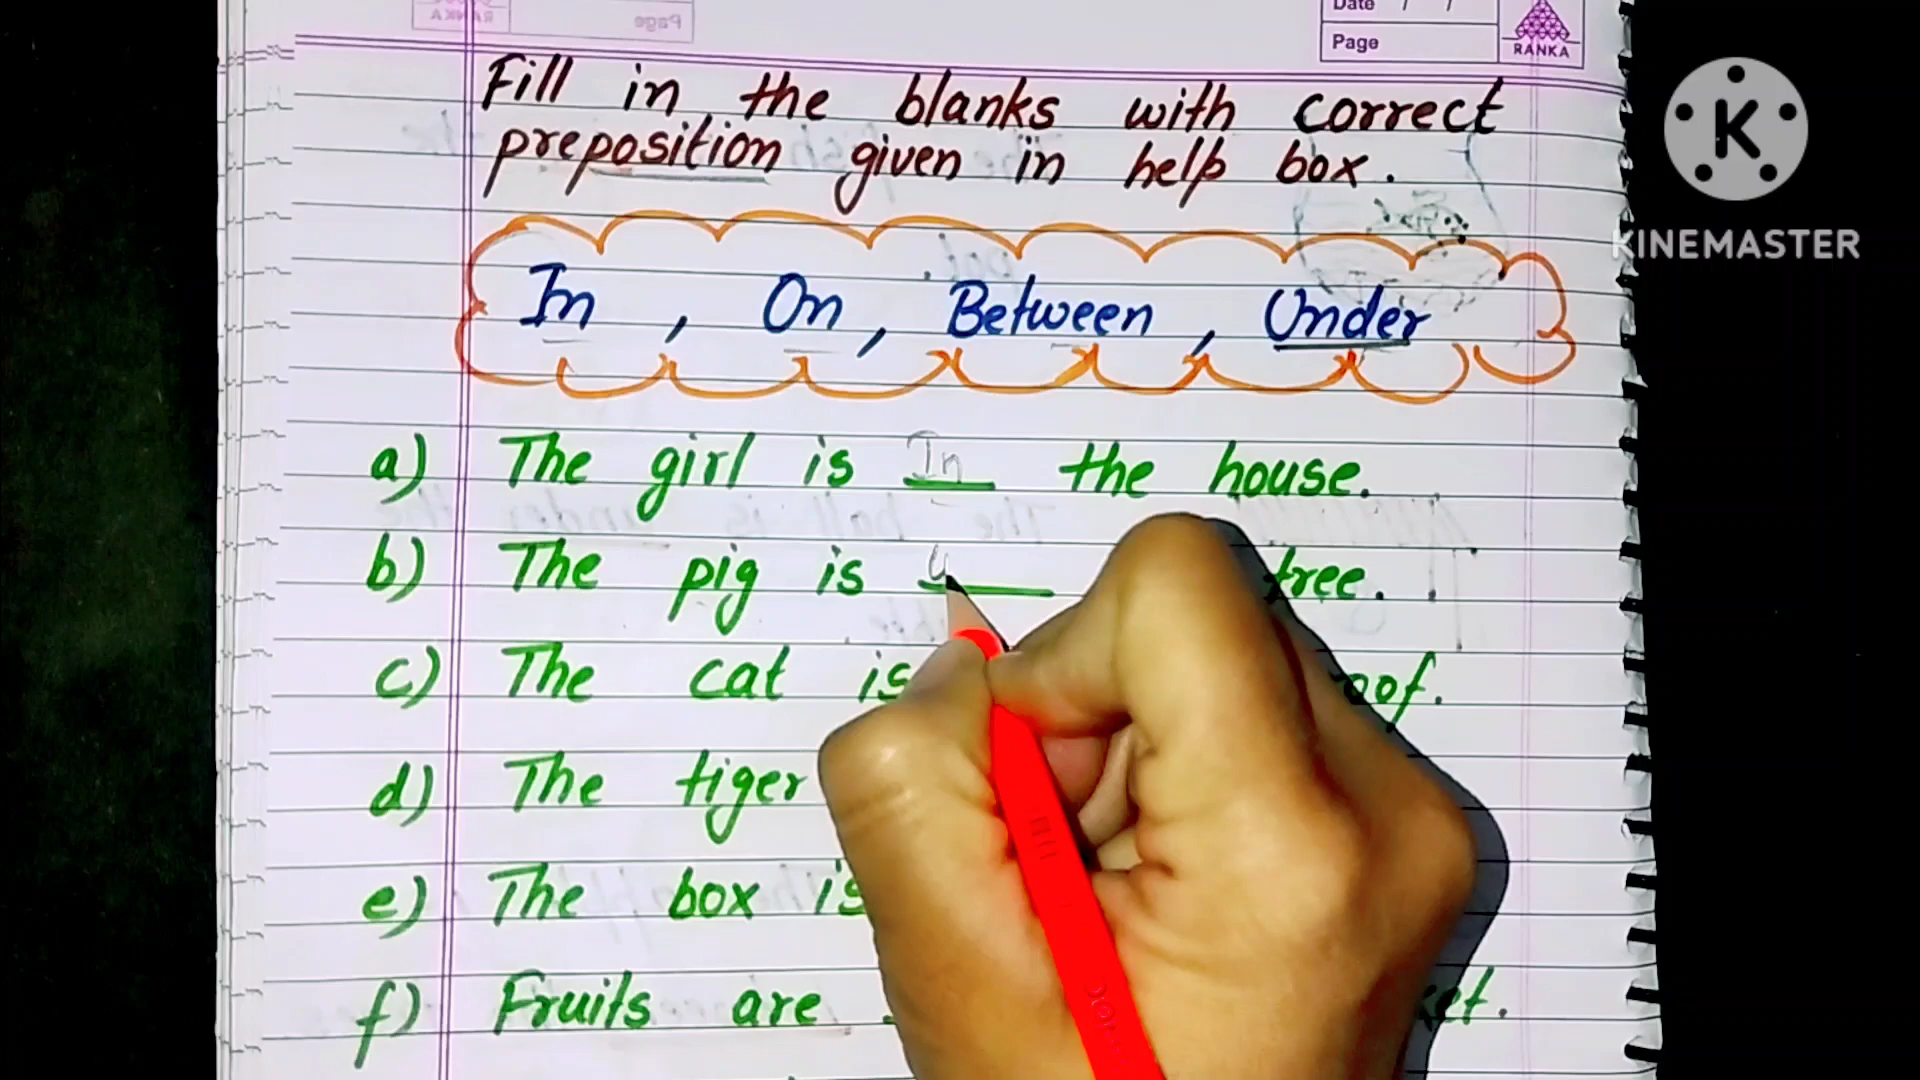 Date / /
Page
RANKA
Fill in the blanks with correct
preposition given in help box.
In , On , Between , Under
a) The girl is In the house.
b) The pig is U tree.
c) The cat is
d) The tiger
e) The box is
f) Fruits are
K
KINEMASTER